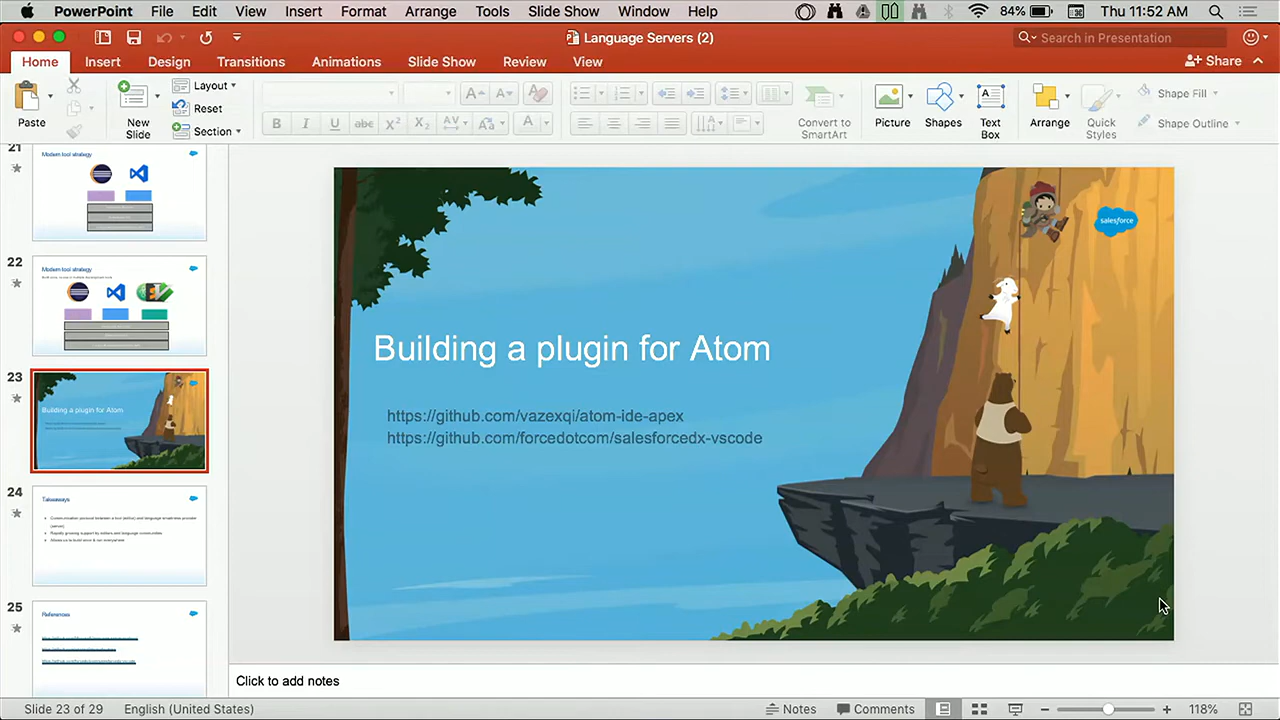 PowerPoint File Edit View Insert Format Arrange Tools Slide Show Window Help 84% Thu 11:52 AM
Language Servers (2)
Search in Presentation
Home Insert Design Transitions Animations Slide Show Review View Share
Paste
New Slide
Layout
Reset
Section
B I U abc X² X₂ AV Aa A
Convert to SmartArt
Picture
Shapes
Text Box
Arrange
Quick Styles
Shape Fill
Shape Outline
21
Modern tool strategy
22
Modern tool strategy
23
Building a plugin for Atom
24
Takeaways
25
References
salesforce
Building a plugin for Atom
https://github.com/vazexqi/atom-ide-apex
https://github.com/forcedotcom/salesforcedx-vscode
Click to add notes
Slide 23 of 29 English (United States) Notes Comments 118%